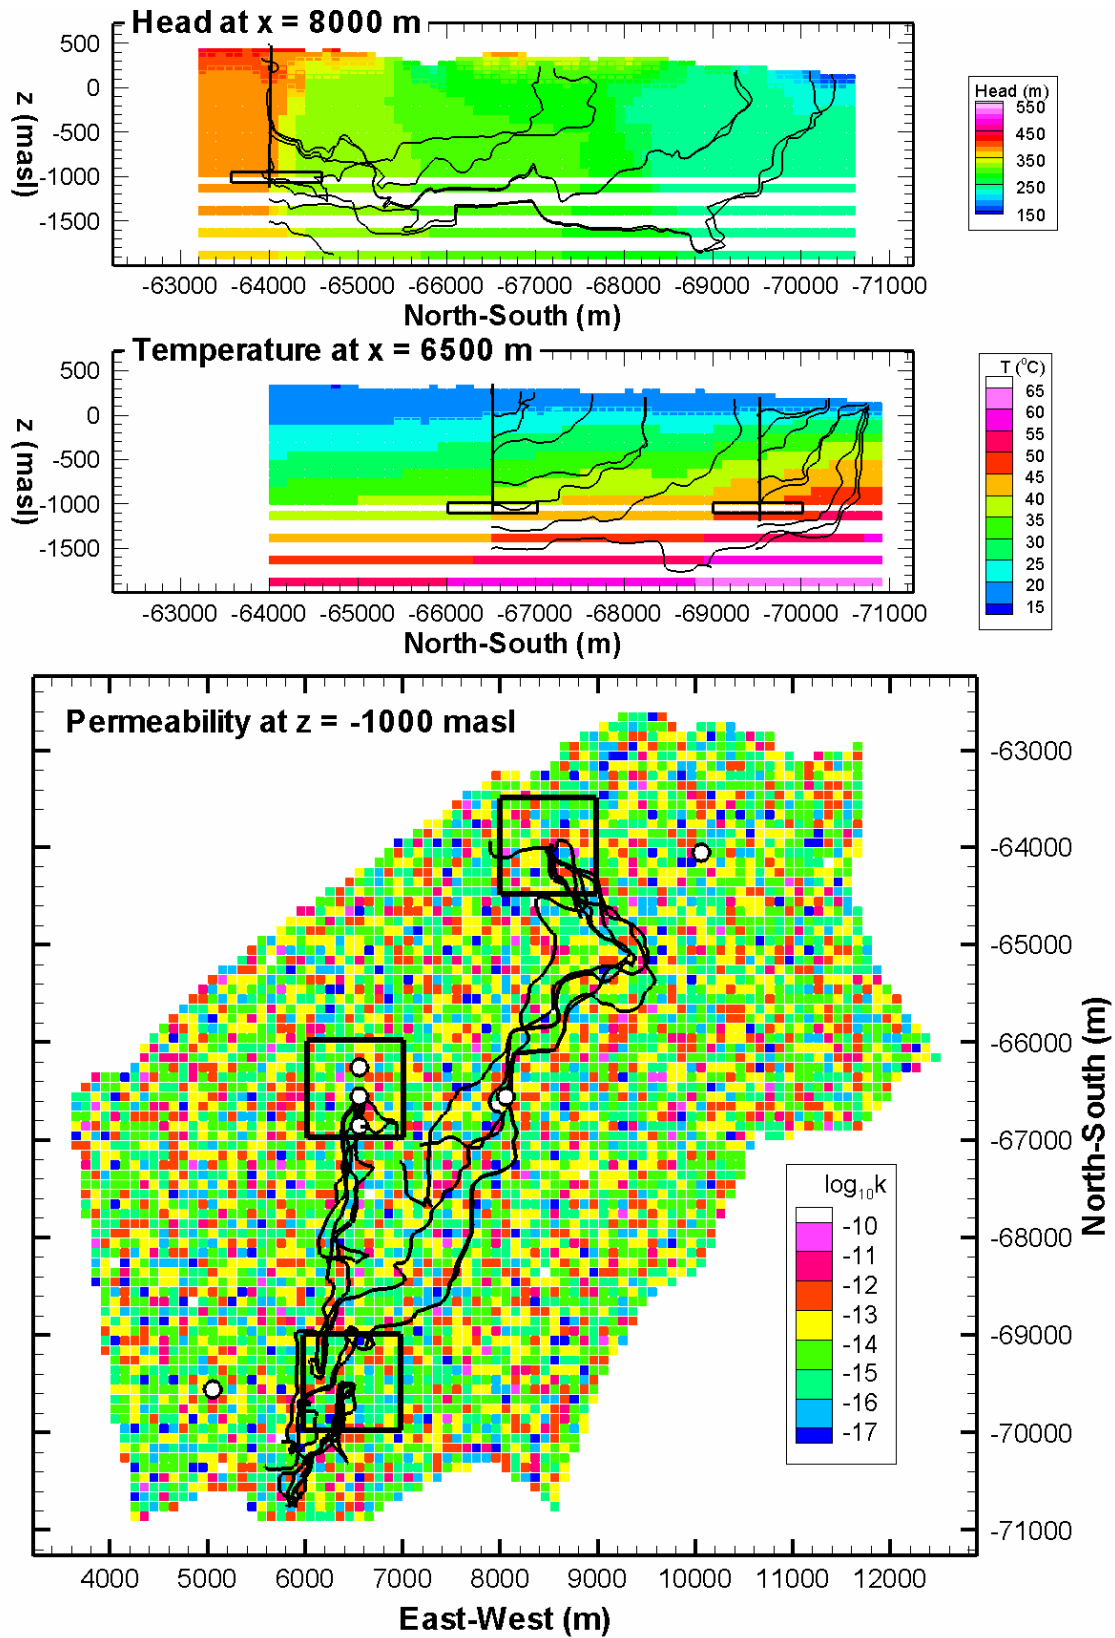 Head at x = 8000 m
500
0
-500
-1000
-1500
z (masl)
-63000 -64000 -65000 -66000 -67000 -68000 -69000 -70000 -71000
North-South (m)
Head (m)
550
450
350
250
150
Temperature at x = 6500 m
500
0
-500
-1000
-1500
z (masl)
-63000 -64000 -65000 -66000 -67000 -68000 -69000 -70000 -71000
North-South (m)
T (°C)
65
60
55
50
45
40
35
30
25
20
15
Permeability at z = -1000 masl
-63000
-64000
-65000
-66000
-67000
-68000
-69000
-70000
-71000
North-South (m)
log₁₀k
-10
-11
-12
-13
-14
-15
-16
-17
4000 5000 6000 7000 8000 9000 10000 11000 12000
East-West (m)